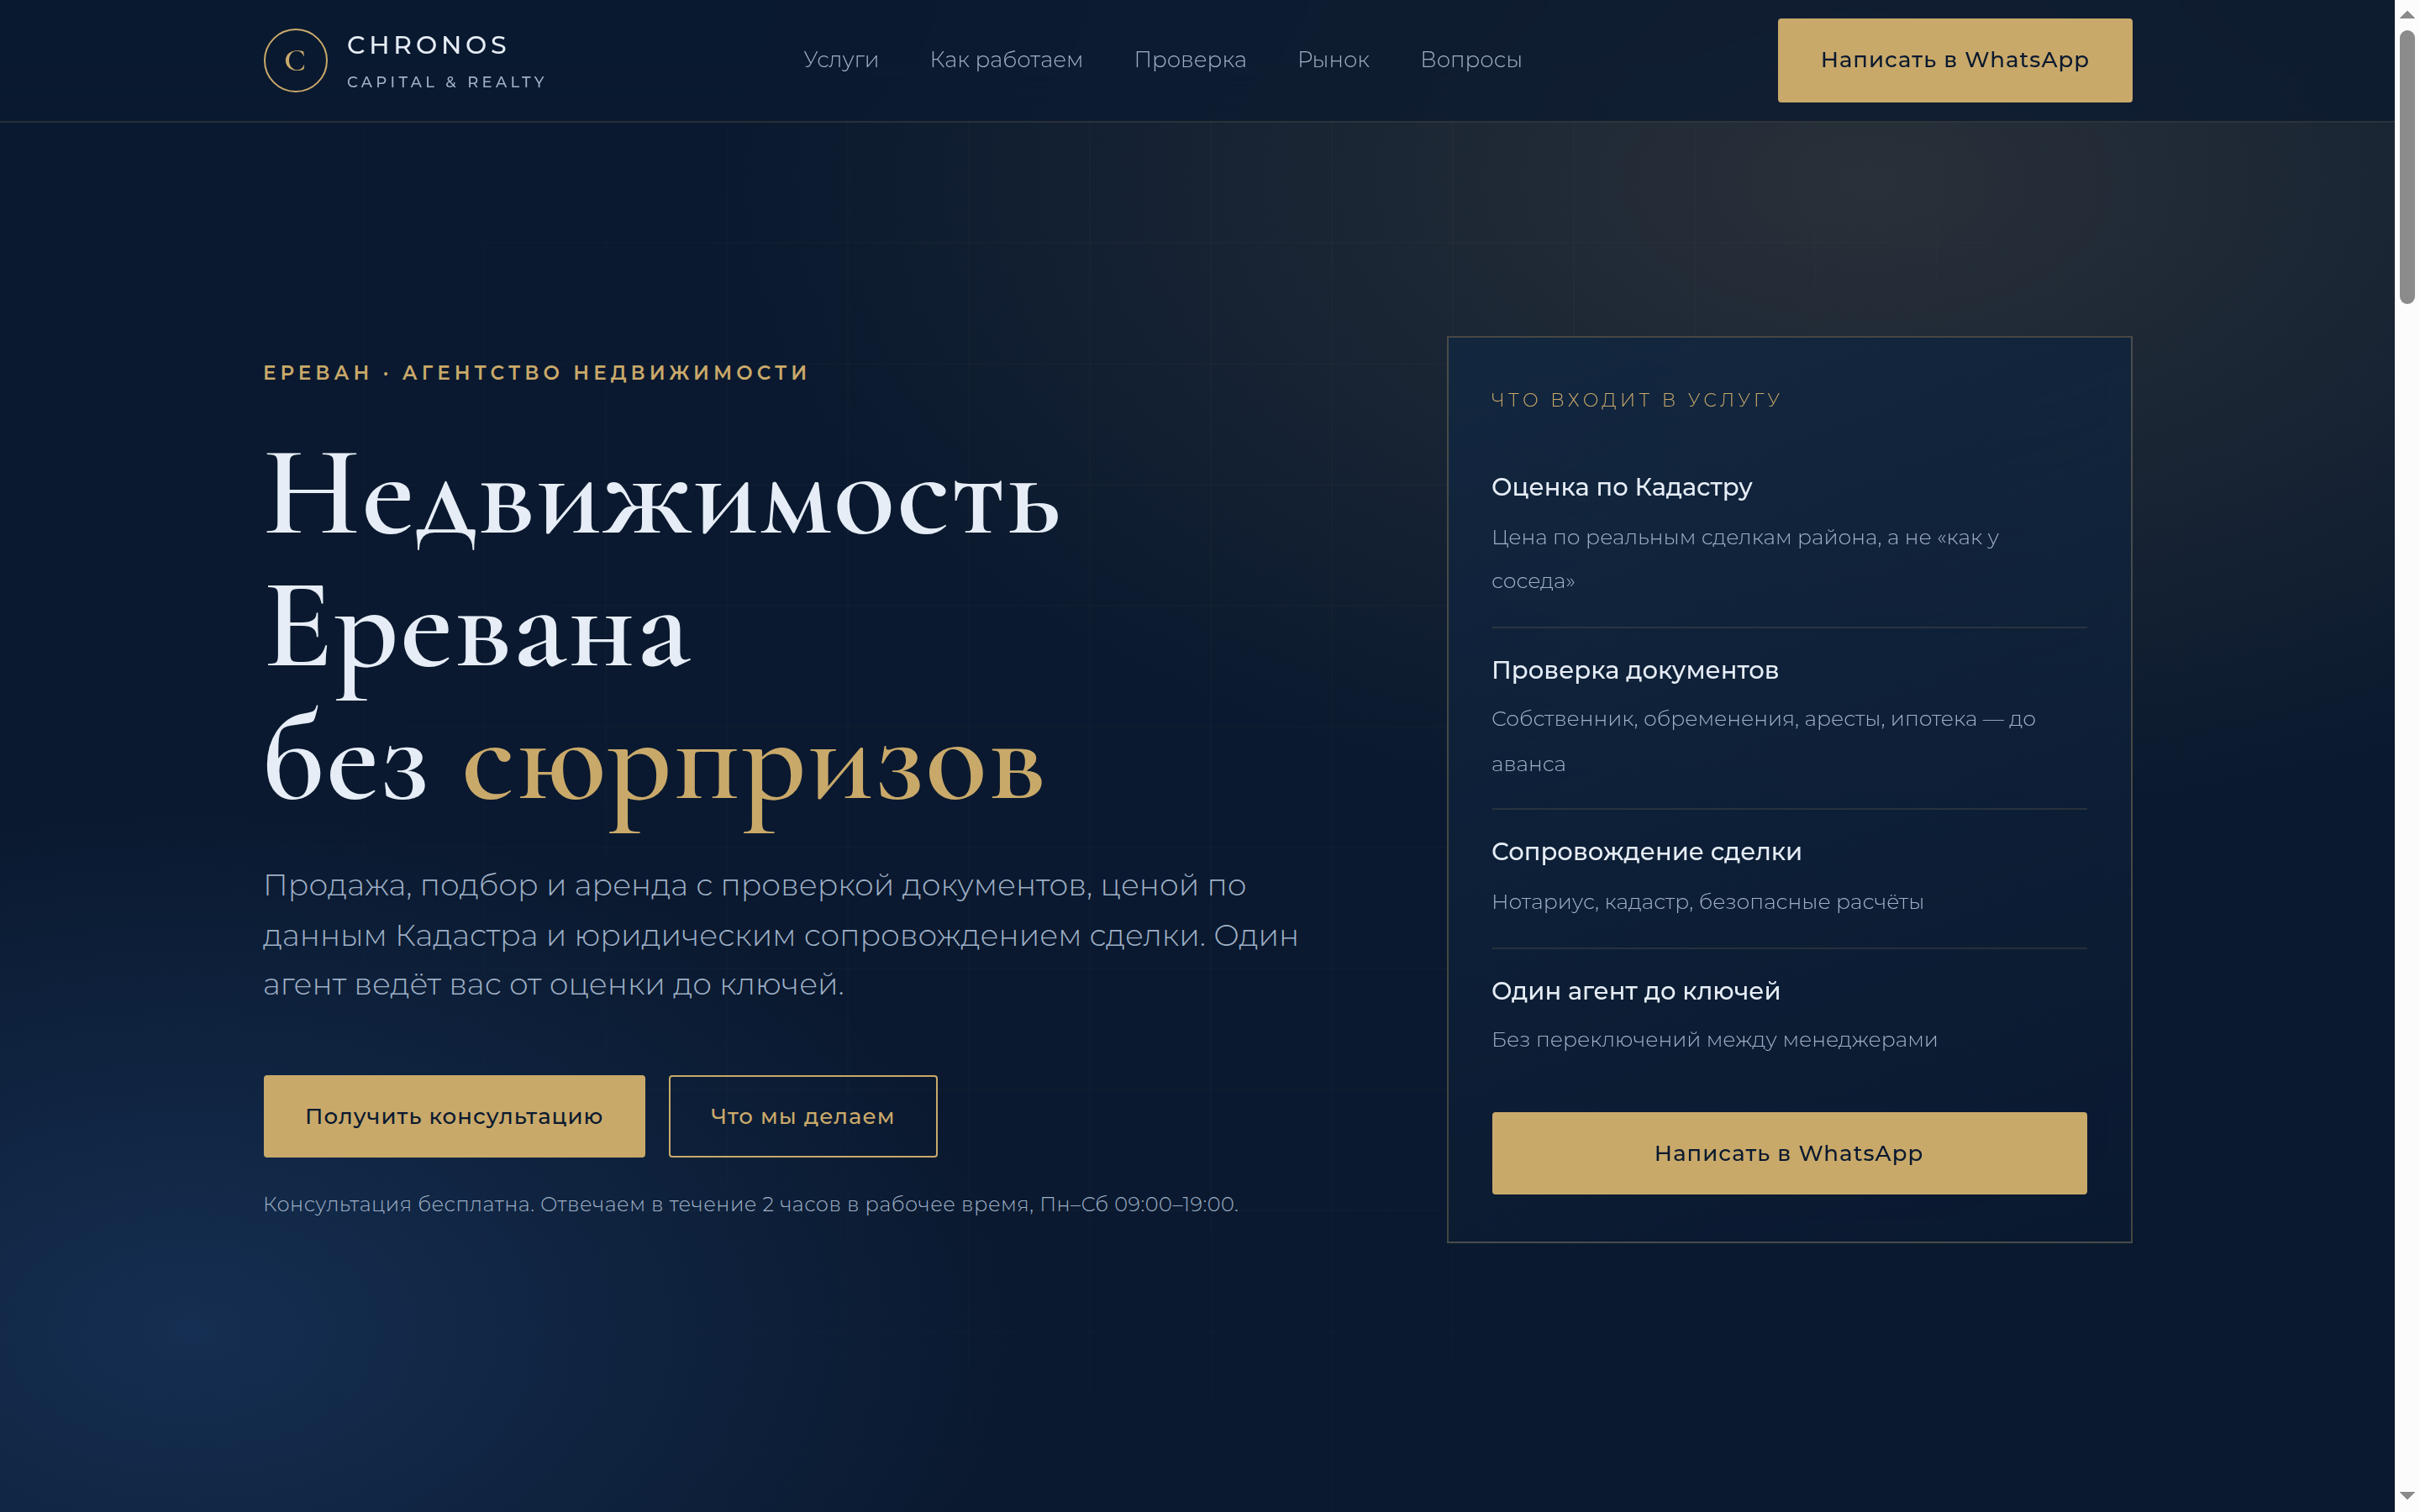 C
CHRONOS
CAPITAL & REALTY
Услуги
Как работаем
Проверка
Рынок
Вопросы
Написать в WhatsApp
ЕРЕВАН · АГЕНТСТВО НЕДВИЖИМОСТИ
Недвижимость
Еревана
без сюрпризов
Продажа, подбор и аренда с проверкой документов, ценой по
данным Кадастра и юридическим сопровождением сделки. Один
агент ведёт вас от оценки до ключей.
Получить консультацию
Что мы делаем
Консультация бесплатна. Отвечаем в течение 2 часов в рабочее время, Пн–Сб 09:00–19:00.
ЧТО ВХОДИТ В УСЛУГУ
Оценка по Кадастру
Цена по реальным сделкам района, а не «как у
соседа»
Проверка документов
Собственник, обременения, аресты, ипотека — до
аванса
Сопровождение сделки
Нотариус, кадастр, безопасные расчёты
Один агент до ключей
Без переключений между менеджерами
Написать в WhatsApp